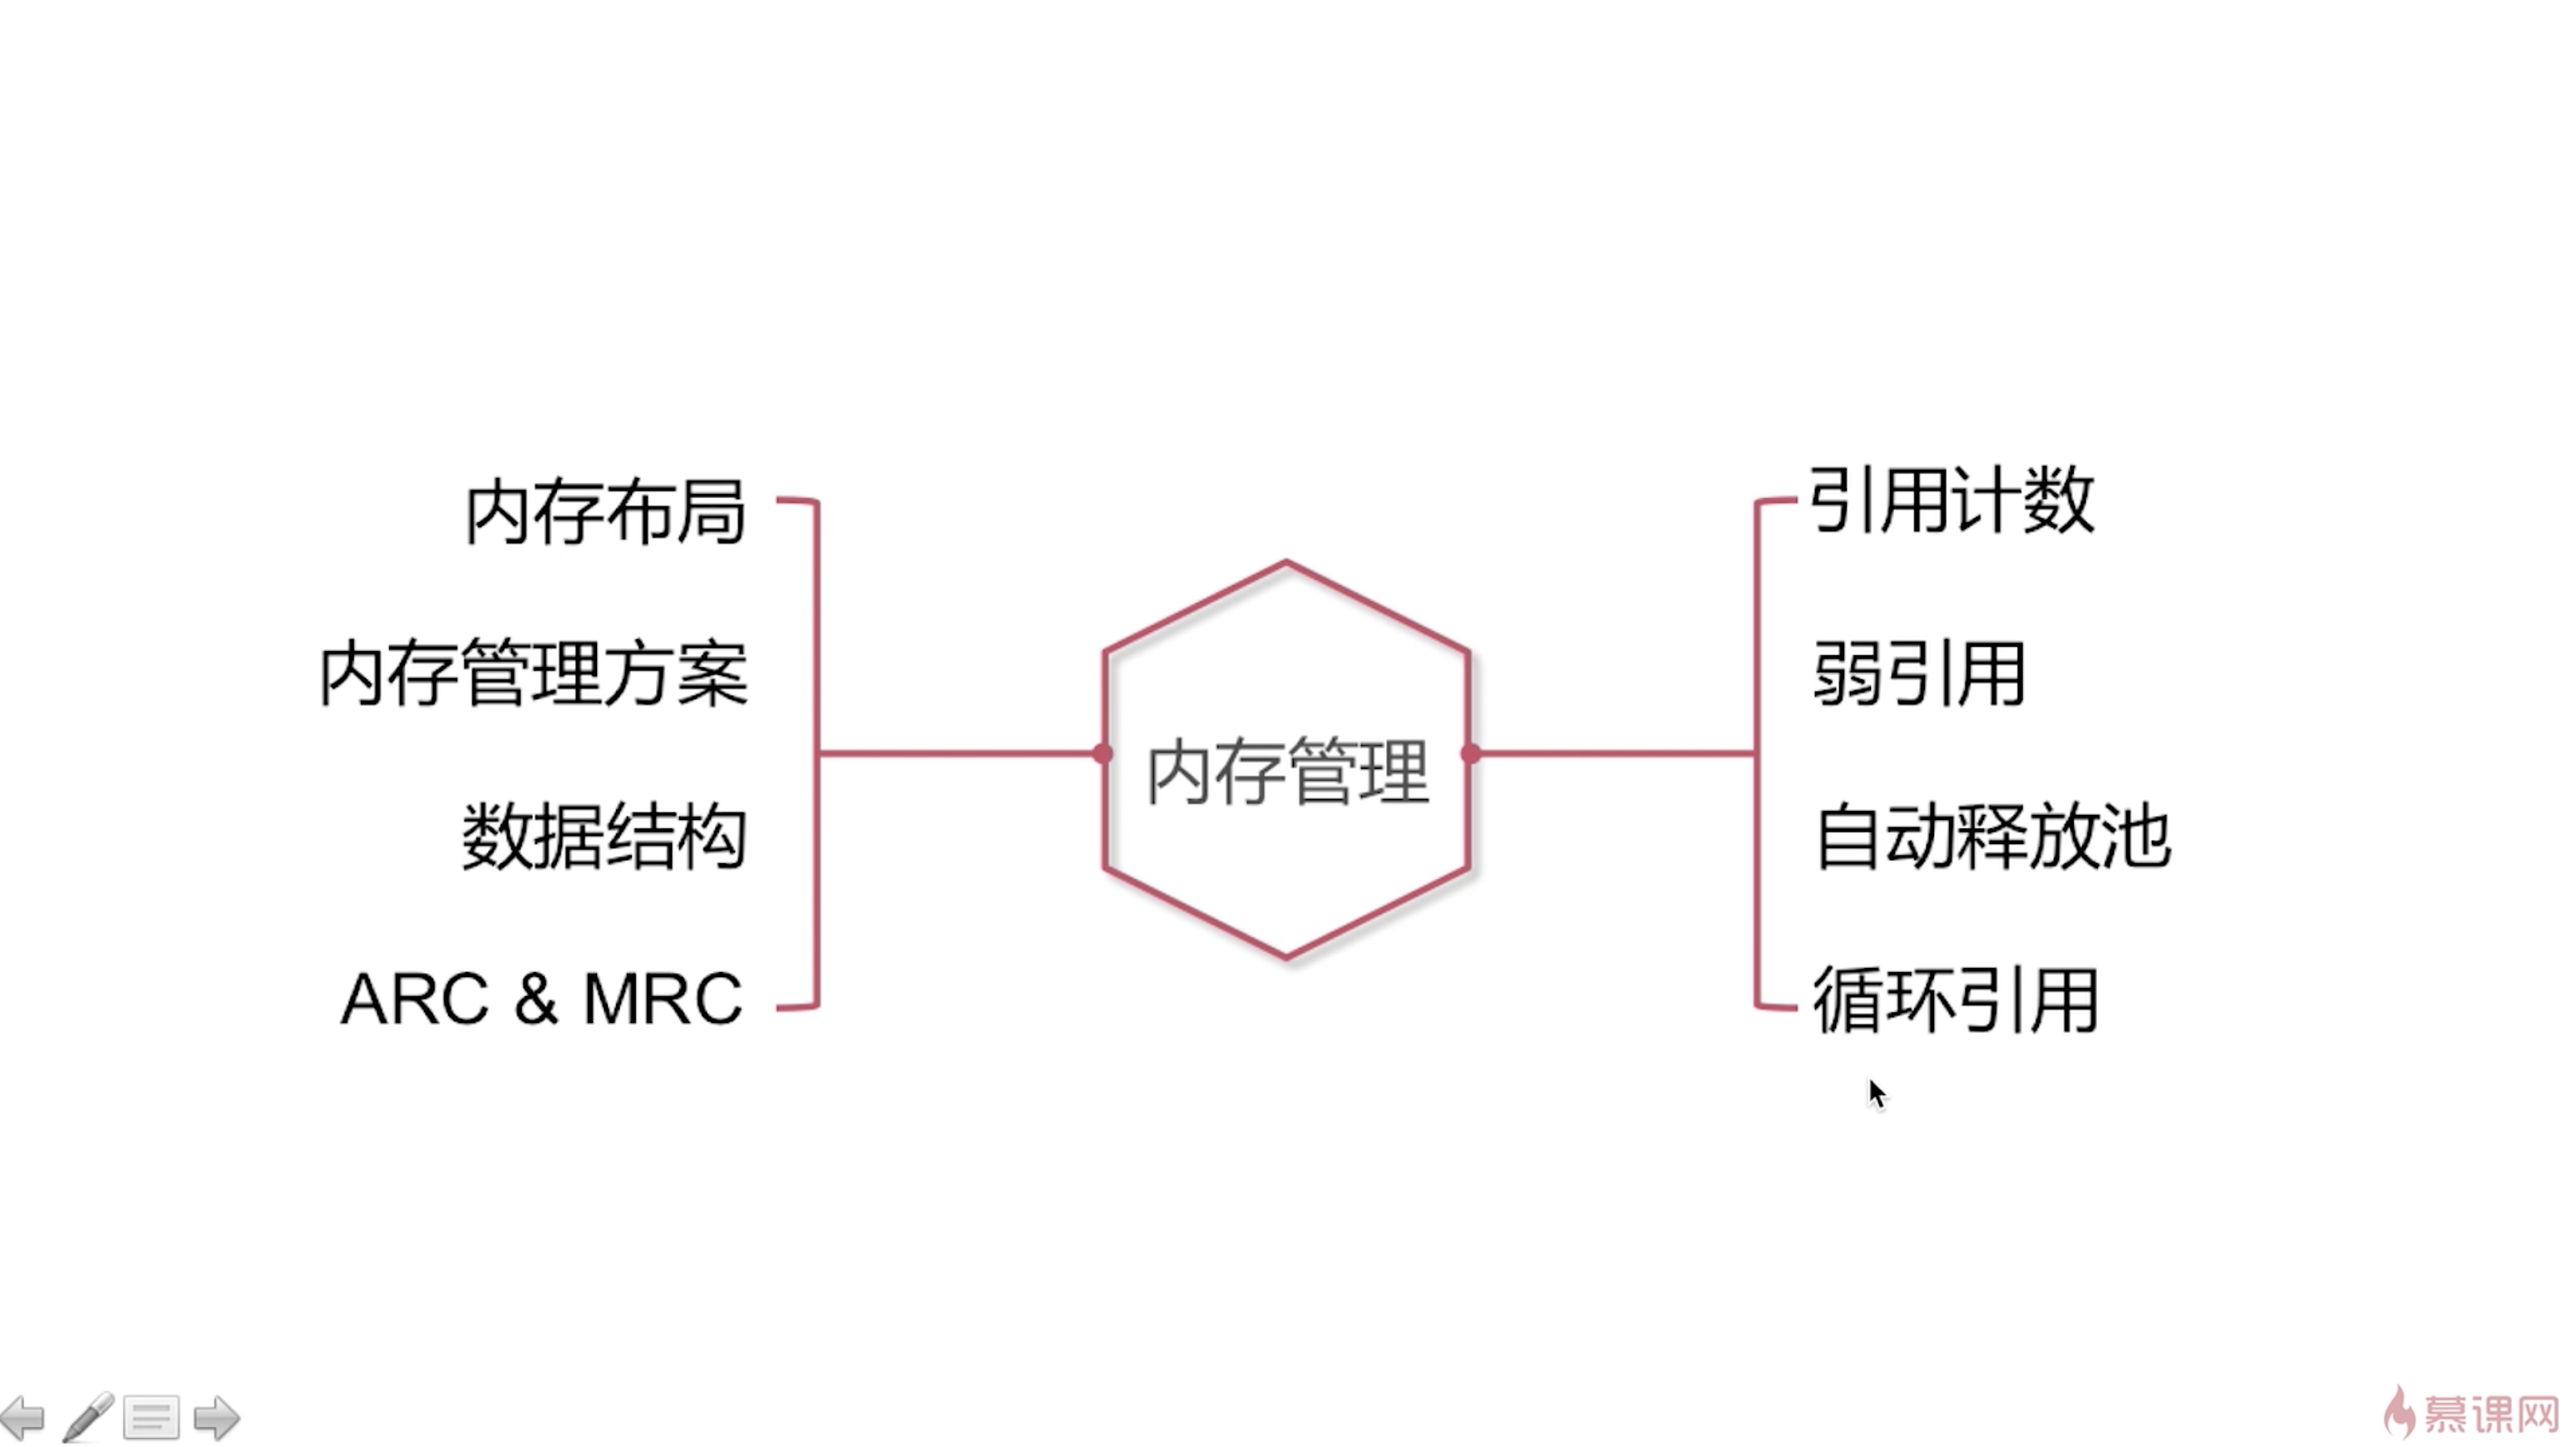 内存布局
内存管理方案
数据结构
ARC & MRC
内存管理
引用计数
弱引用
自动释放池
循环引用
慕课网